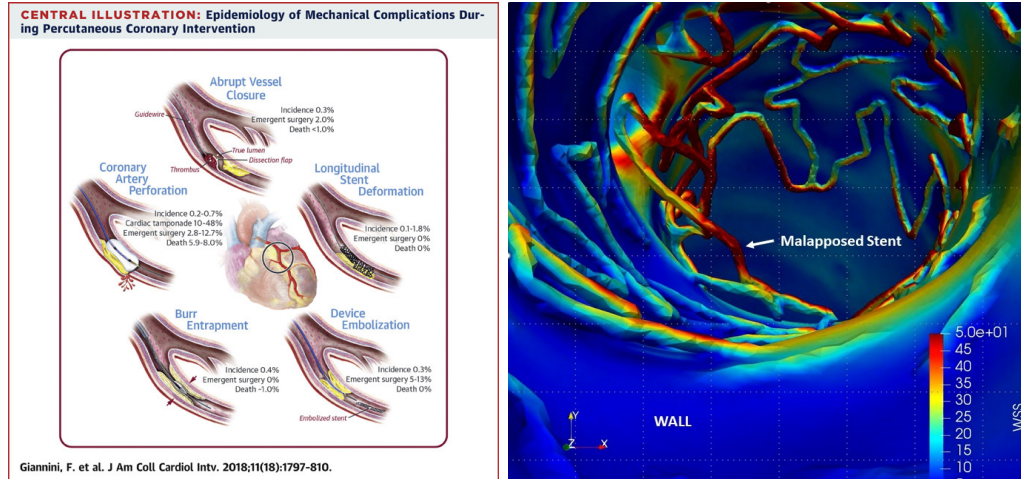 CENTRAL ILLUSTRATION: Epidemiology of Mechanical Complications Dur-
ing Percutaneous Coronary Intervention
Abrupt Vessel
Closure
Guidewire
Incidence 0.3%
Emergent surgery 2.0%
Death <1.0%
True lumen
Dissection flap
Thrombus
Coronary
Artery
Perforation
Incidence 0.2-0.7%
Cardiac tamponade 10-48%
Emergent surgery 2.8-12.7%
Death 5.9-8.0%
Longitudinal
Stent
Deformation
Incidence 0.1-1.8%
Emergent surgery 0%
Death 0%
Burr
Entrapment
Incidence 0.4%
Emergent surgery 0%
Death ~1.0%
Device
Embolization
Incidence 0.3%
Emergent surgery 5-13%
Death 0%
Embolized stent
Giannini, F. et al. J Am Coll Cardiol Intv. 2018;11(18):1797-810.
Malapposed Stent
WALL
Y
Z
X
5.0e+01
45
40
35
30
25
20
15
10
WSS